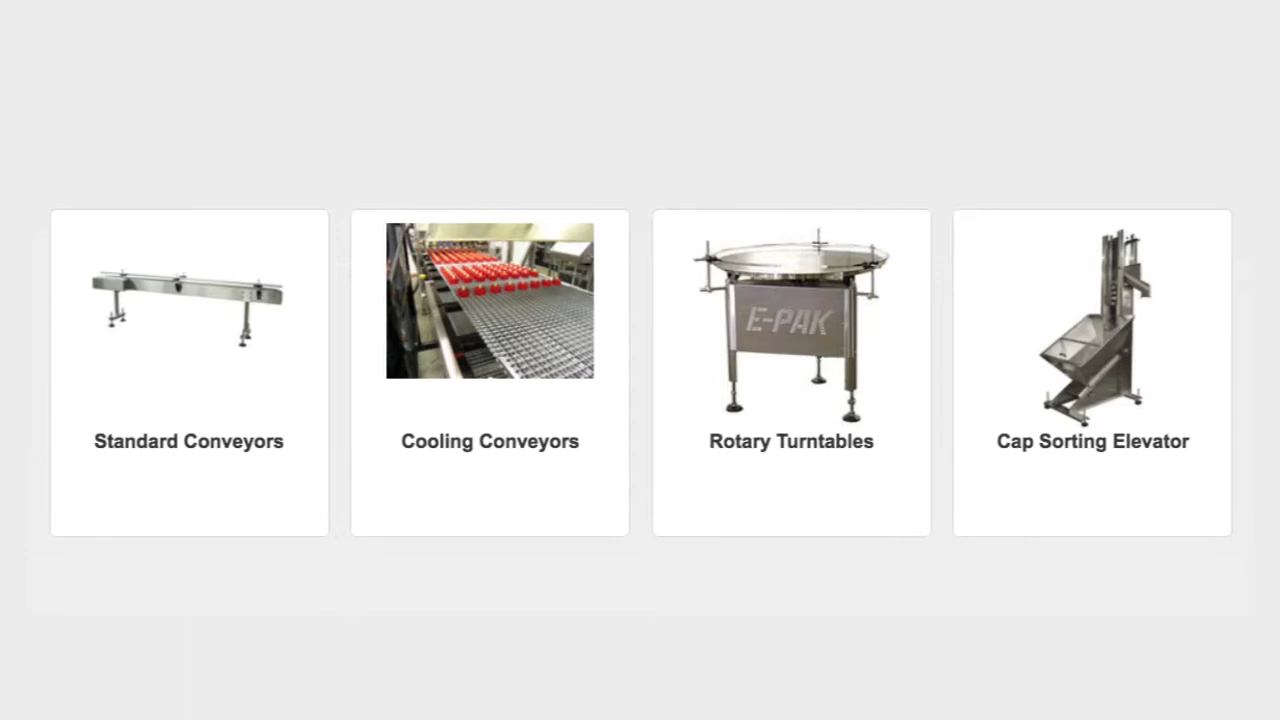 E-PAK
Standard Conveyors
Cooling Conveyors
Rotary Turntables
Cap Sorting Elevator